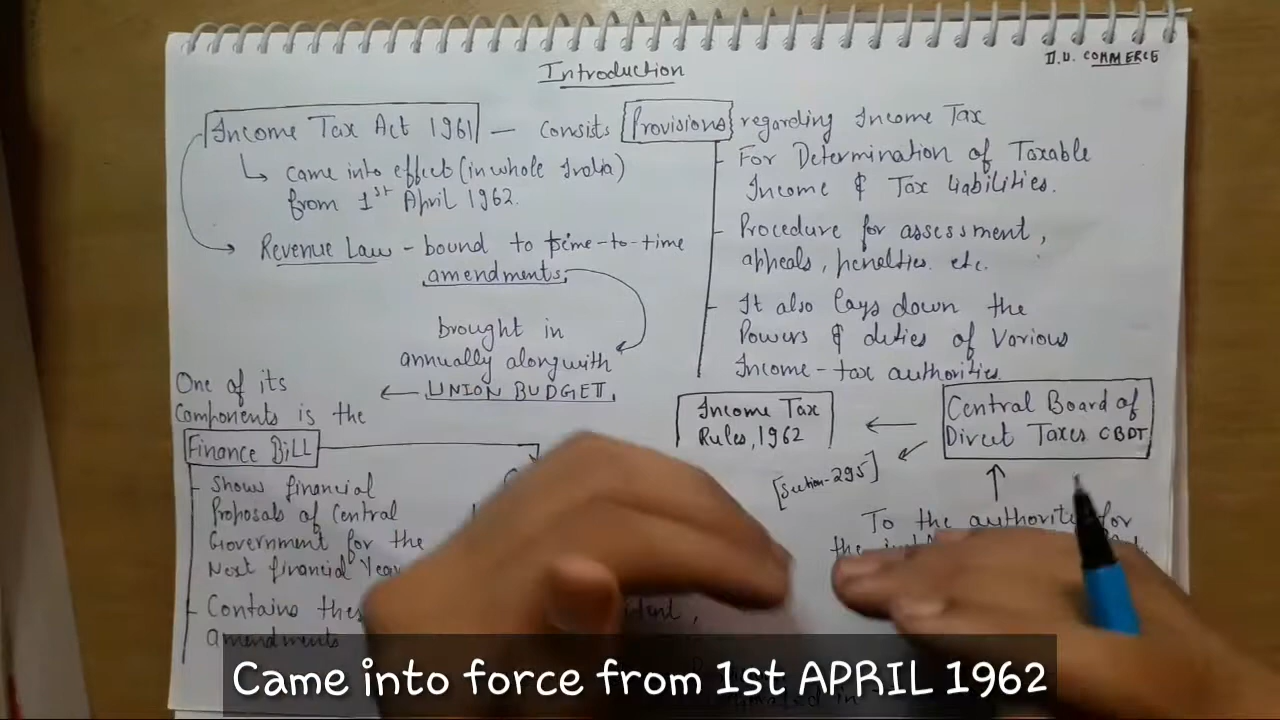 D.U. COMMERCE
Introduction
Income Tax Act 1961 — consists Provisions regarding Income Tax
came into effect (in whole India)
from 1st April 1962.
Revenue Law - bound to time-to-time
amendments
brought in
annually alongwith
UNION BUDGET
For Determination of Taxable
Income & Tax Liabilities.
Procedure for assessment,
appeals, penalties. etc.
It also lays down the
Powers & duties of Various
Income-tax authorities.
One of its
Components is the
Finance Bill
Shows financial
Proposals of Central
Government for the
Next financial Year
Contains
amendments
Income Tax
Rules, 1962
Central Board of
Direct Taxes CBDT
[Section-295]
To the authority for
the
Came into force from 1st APRIL 1962